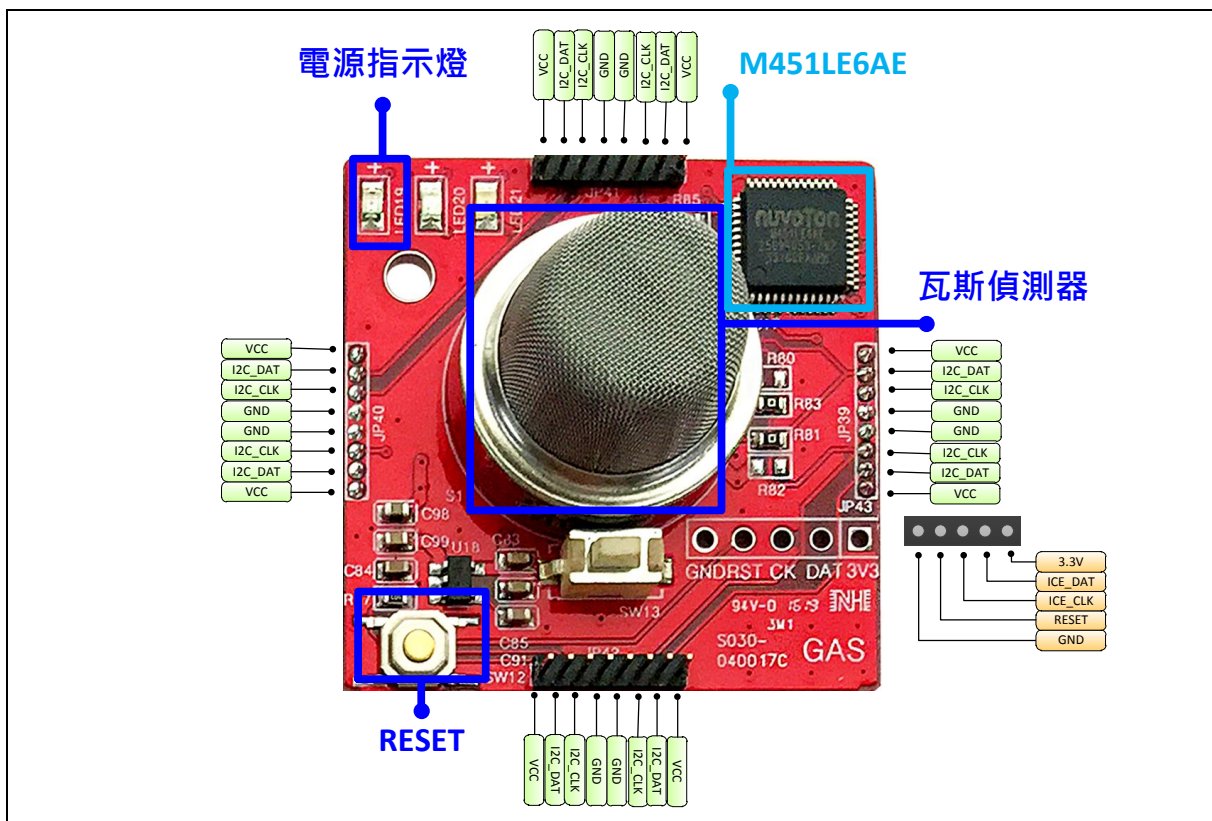 電源指示燈
M451LE6AE
VCC
I2C_DAT
I2C_CLK
GND
GND
I2C_CLK
I2C_DAT
VCC
+
+
+
LED19
LED20
LED21
JP41
R85
nuvoTon
瓦斯偵測器
VCC
I2C_DAT
I2C_CLK
GND
GND
I2C_CLK
I2C_DAT
VCC
JP40
R80
R83
R81
R82
JP39
VCC
I2C_DAT
I2C_CLK
GND
GND
I2C_CLK
I2C_DAT
VCC
JP43
S1
C98
C99
U18
C83
C84
GND RST CK DAT 3V3
3.3V
ICE_DAT
ICE_CLK
RESET
GND
SW13
94V-0
3M1
S030-
040017C
GAS
C85
C91
SW12
JP42
RESET
VCC
I2C_DAT
I2C_CLK
GND
GND
I2C_CLK
I2C_DAT
VCC